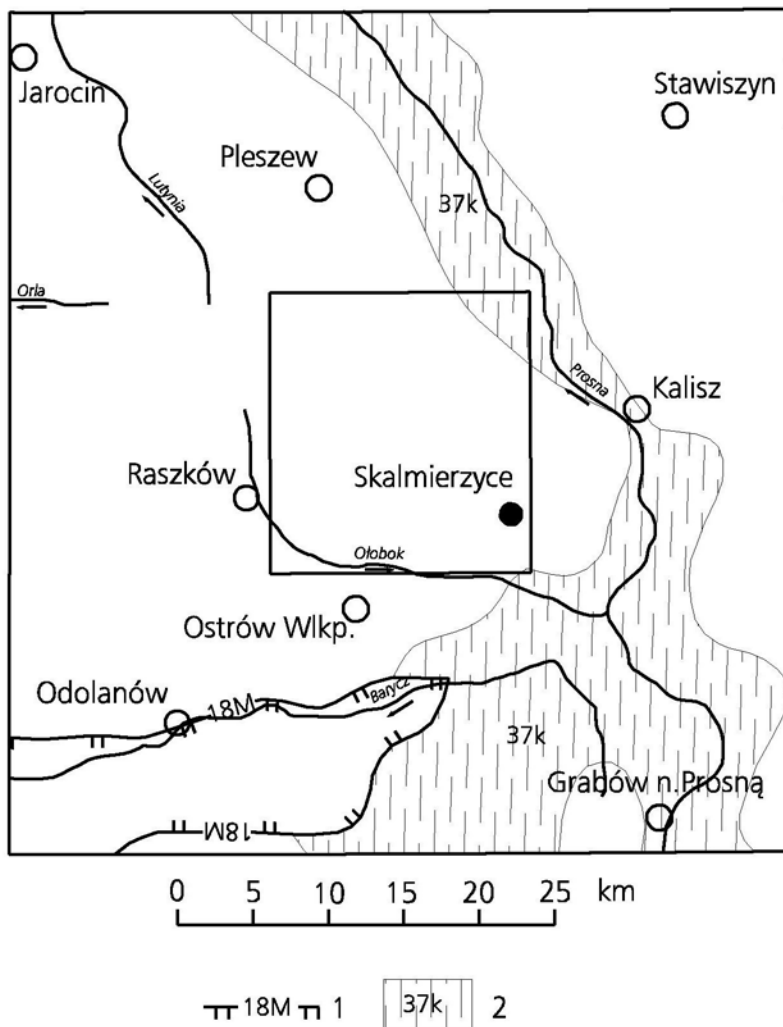 Jarocin
Stawiszyn
Pleszew
Lutynia
37k
Orla
Prosna
Kalisz
Raszków
Skalmierzyce
Ołobok
Ostrów Wlkp.
Odolanów
18M
Barycz
37k
Grabów n.Prosną
18M
0 5 10 15 20 25 km
18M 1 37k 2